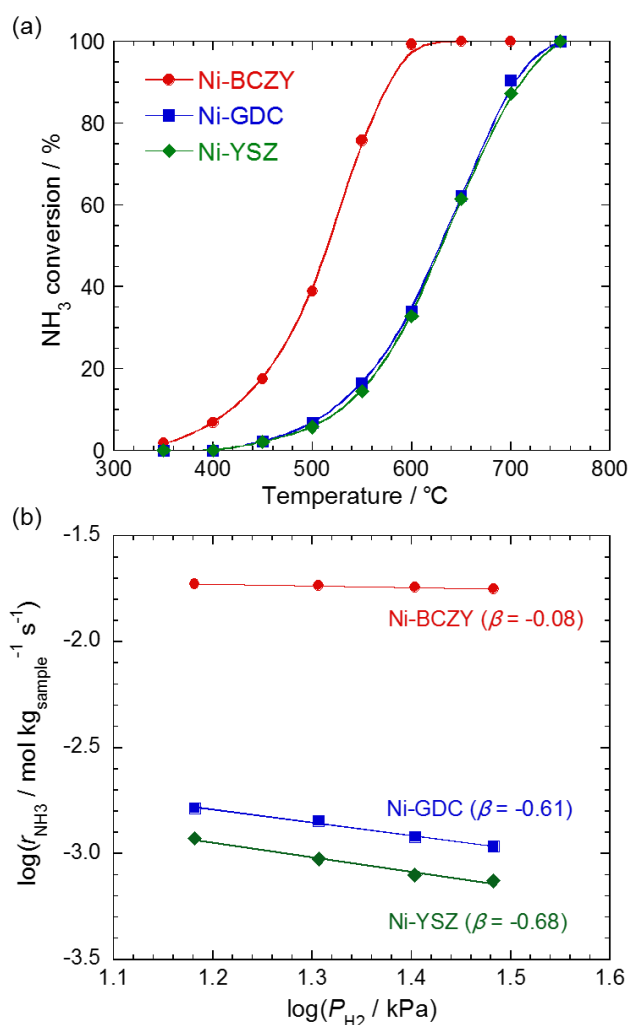 (a)
NH₃ conversion / %
100
80
60
40
20
0
Ni-BCZY
Ni-GDC
Ni-YSZ
300 400 500 600 700 800
Temperature / °C
(b)
log(r_NH3 / mol kg_sample⁻¹ s⁻¹)
-1.5
-2.0
-2.5
-3.0
-3.5
Ni-BCZY (β = -0.08)
Ni-GDC (β = -0.61)
Ni-YSZ (β = -0.68)
1.1 1.2 1.3 1.4 1.5 1.6
log(P_H2 / kPa)